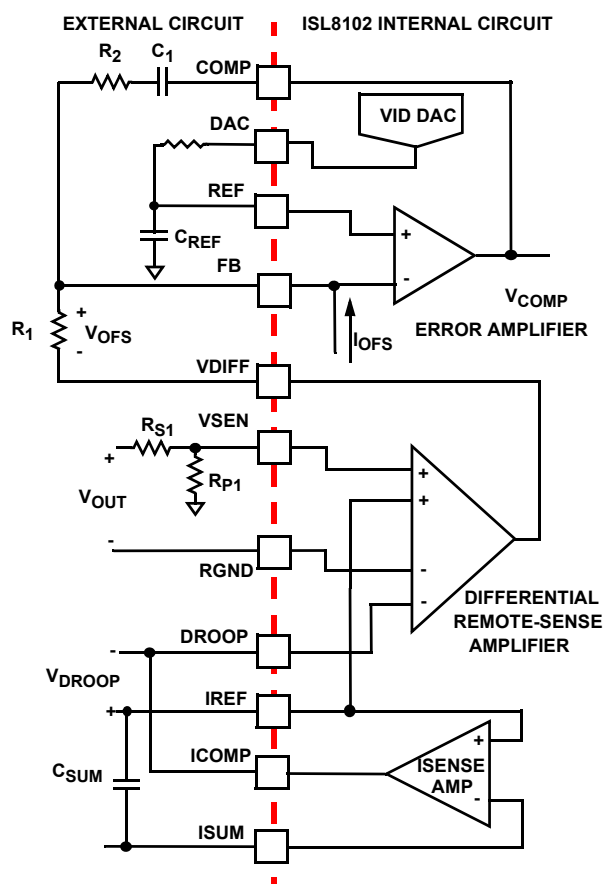 EXTERNAL CIRCUIT
ISL8102 INTERNAL CIRCUIT
R2
C1
COMP
VID DAC
DAC
REF
+
CREF
FB
-
VCOMP
ERROR AMPLIFIER
IOFS
R1
+
VOFS
-
VDIFF
VSEN
RS1
+
RP1
VOUT
+
+
-
RGND
-
-
DIFFERENTIAL
REMOTE-SENSE
AMPLIFIER
DROOP
-
VDROOP
+
IREF
ICOMP
+
ISENSE
AMP
-
CSUM
ISUM